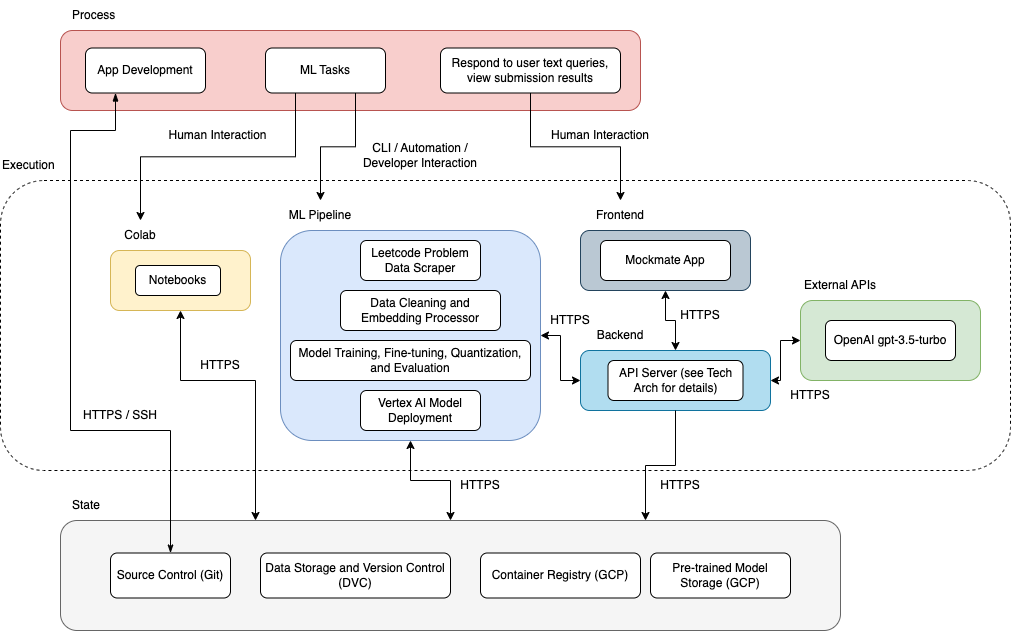 Process
App Development
ML Tasks
Respond to user text queries,
view submission results
Human Interaction
CLI / Automation /
Developer Interaction
Human Interaction
Execution
Colab
Notebooks
ML Pipeline
Leetcode Problem
Data Scraper
Data Cleaning and
Embedding Processor
Model Training, Fine-tuning, Quantization,
and Evaluation
Vertex AI Model
Deployment
Frontend
Mockmate App
HTTPS
HTTPS
Backend
API Server (see Tech
Arch for details)
External APIs
OpenAI gpt-3.5-turbo
HTTPS
HTTPS
HTTPS / SSH
HTTPS
HTTPS
State
Source Control (Git)
Data Storage and Version Control
(DVC)
Container Registry (GCP)
Pre-trained Model
Storage (GCP)